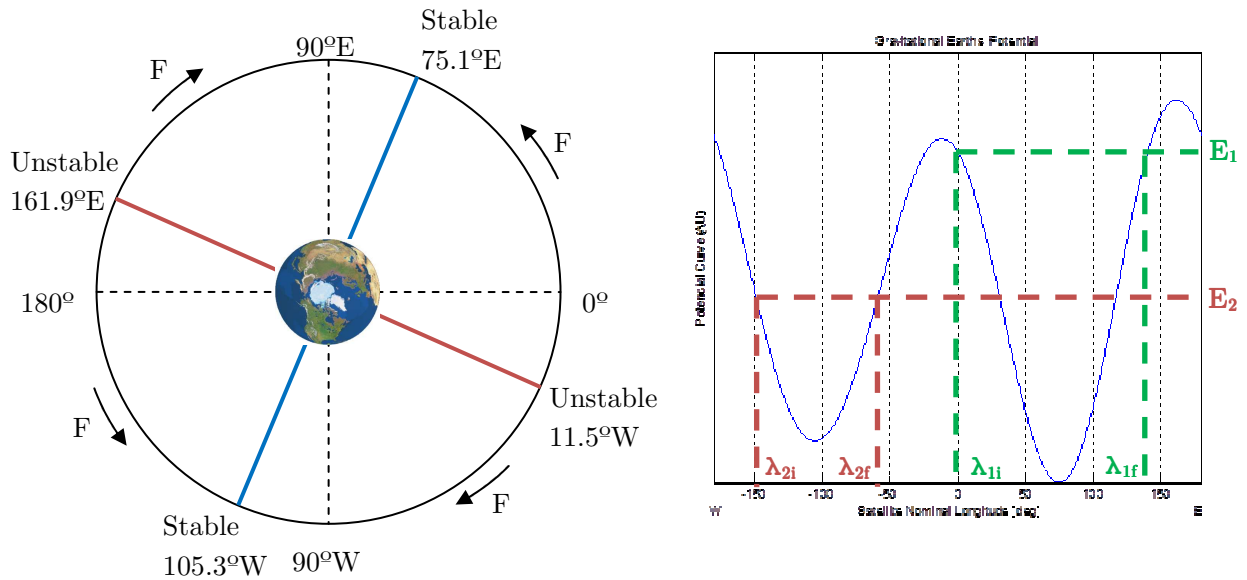 Stable
75.1ºE
90ºE
F
F
Unstable
161.9ºE
180º
0º
Unstable
11.5ºW
F
F
Stable
105.3ºW
90ºW
Gravitational Earths Potential
Potencial Curve (AU)
E1
E2
λ2i
λ2f
λ1i
λ1f
-150
-100
-50
0
50
100
150
W
Satellite Nominal Longitude [deg]
E